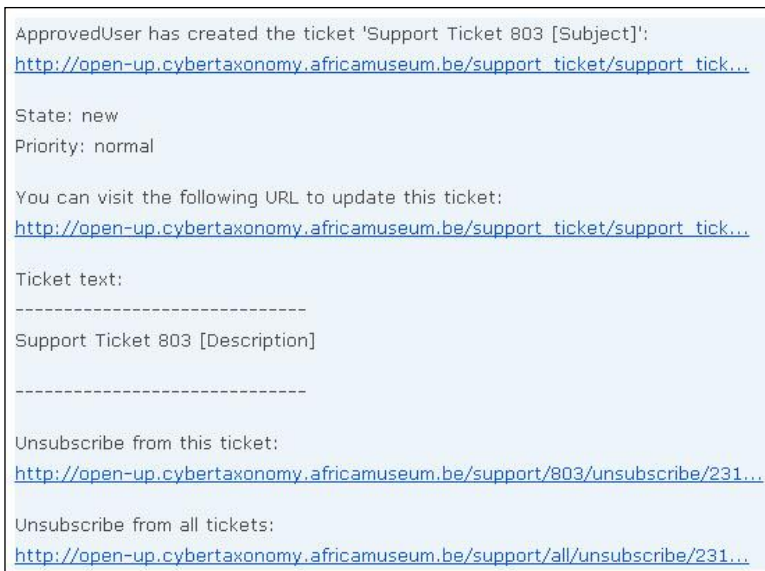 ApprovedUser has created the ticket 'Support Ticket 803 [Subject]':
http://open-up.cybertaxonomy.africamuseum.be/support_ticket/support_tick...
State: new
Priority: normal
You can visit the following URL to update this ticket:
http://open-up.cybertaxonomy.africamuseum.be/support_ticket/support_tick...
Ticket text:
------------------------------
Support Ticket 803 [Description]
------------------------------
Unsubscribe from this ticket:
http://open-up.cybertaxonomy.africamuseum.be/support/803/unsubscribe/231...
Unsubscribe from all tickets:
http://open-up.cybertaxonomy.africamuseum.be/support/all/unsubscribe/231...